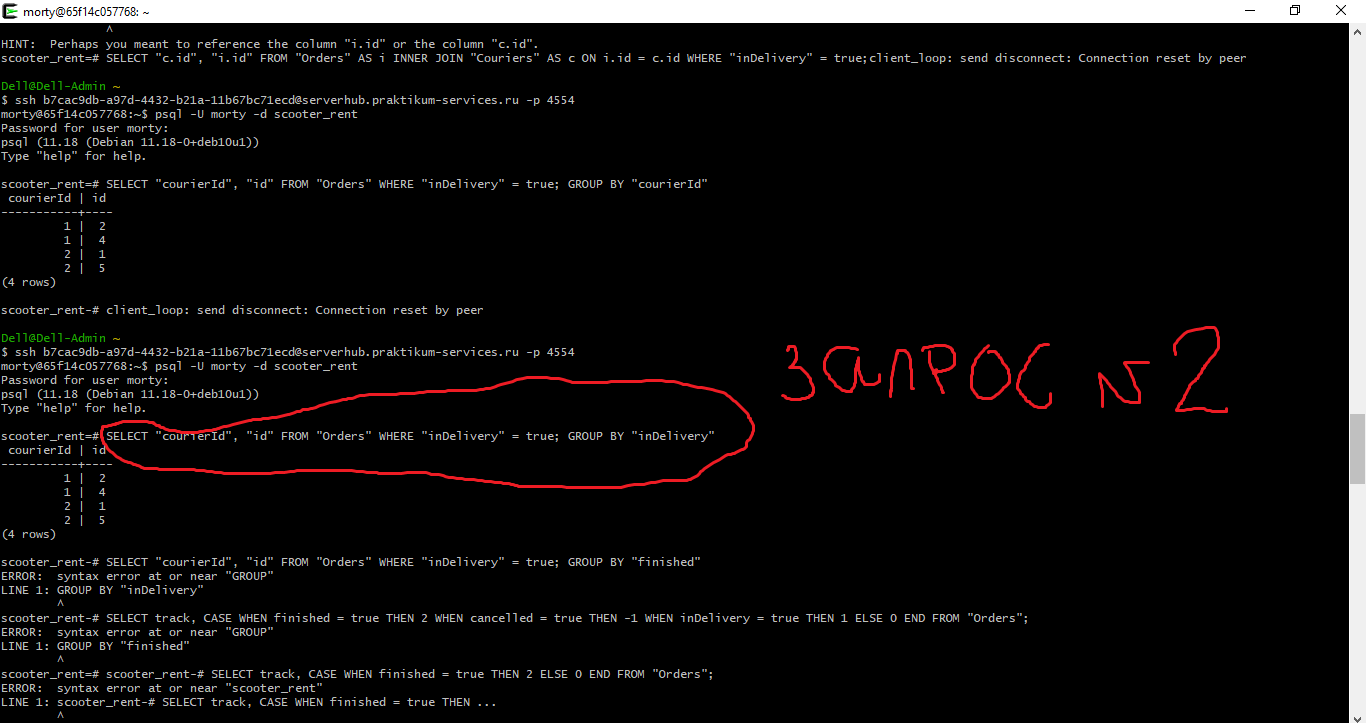 morty@65f14c057768: ~
^
HINT:  Perhaps you meant to reference the column "i.id" or the column "c.id".
scooter_rent=# SELECT "c.id", "i.id" FROM "Orders" AS i INNER JOIN "Couriers" AS c ON i.id = c.id WHERE "inDelivery" = true;client_loop: send disconnect: Connection reset by peer
Dell@Dell-Admin ~
$ ssh b7cac9db-a97d-4432-b21a-11b67bc71ecd@serverhub.praktikum-services.ru -p 4554
morty@65f14c057768:~$ psql -U morty -d scooter_rent
Password for user morty:
psql (11.18 (Debian 11.18-0+deb10u1))
Type "help" for help.
scooter_rent=# SELECT "courierId", "id" FROM "Orders" WHERE "inDelivery" = true; GROUP BY "courierId"
courierId | id
-----------+----
1 |  2
1 |  4
2 |  1
2 |  5
(4 rows)
scooter_rent-# client_loop: send disconnect: Connection reset by peer
Dell@Dell-Admin ~
$ ssh b7cac9db-a97d-4432-b21a-11b67bc71ecd@serverhub.praktikum-services.ru -p 4554
morty@65f14c057768:~$ psql -U morty -d scooter_rent
Password for user morty:
psql (11.18 (Debian 11.18-0+deb10u1))
Type "help" for help.
ЗАПРОС N 2
scooter_rent=# SELECT "courierId", "id" FROM "Orders" WHERE "inDelivery" = true; GROUP BY "inDelivery"
courierId | id
-----------+----
1 |  2
1 |  4
2 |  1
2 |  5
(4 rows)
scooter_rent-# SELECT "courierId", "id" FROM "Orders" WHERE "inDelivery" = true; GROUP BY "finished"
ERROR:  syntax error at or near "GROUP"
LINE 1: GROUP BY "inDelivery"
^
scooter_rent-# SELECT track, CASE WHEN finished = true THEN 2 WHEN cancelled = true THEN -1 WHEN inDelivery = true THEN 1 ELSE 0 END FROM "Orders";
ERROR:  syntax error at or near "GROUP"
LINE 1: GROUP BY "finished"
^
scooter_rent=# scooter_rent-# SELECT track, CASE WHEN finished = true THEN 2 ELSE 0 END FROM "Orders";
ERROR:  syntax error at or near "scooter_rent"
LINE 1: scooter_rent-# SELECT track, CASE WHEN finished = true THEN ...
^